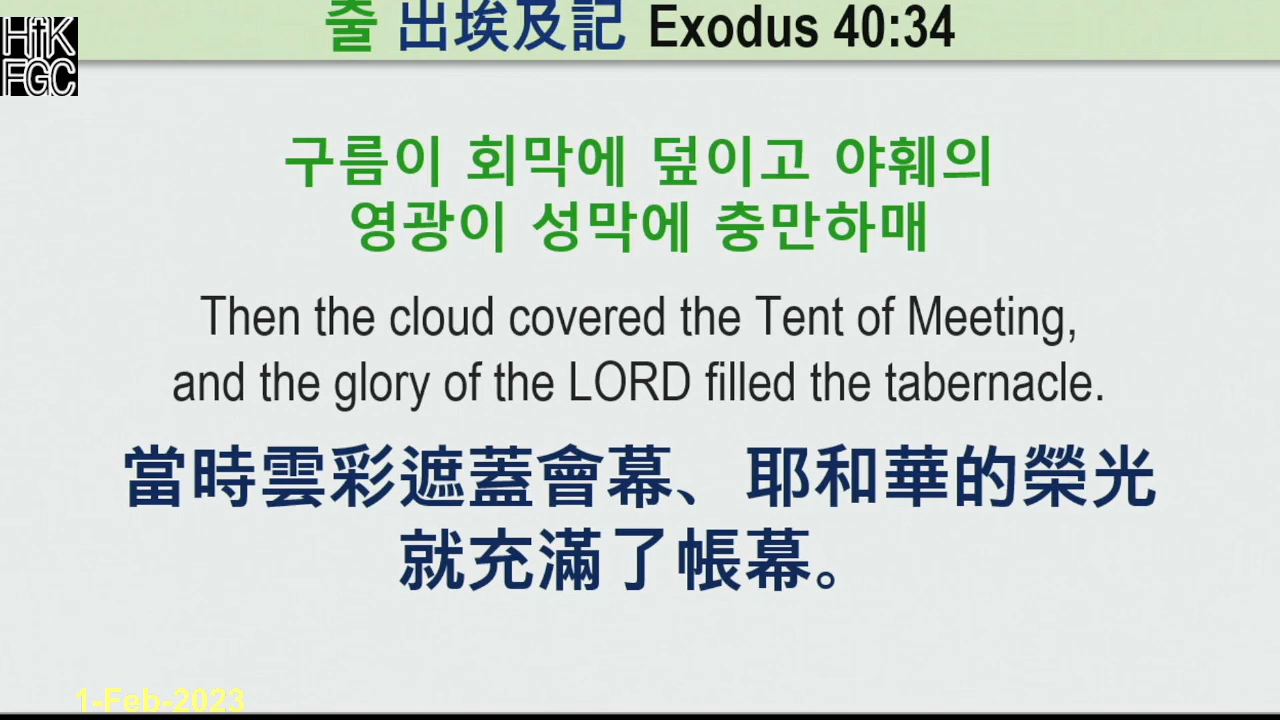 출 出埃及記 Exodus 40:34
HfK
FGC
구름이 회막에 덮이고 야훼의
영광이 성막에 충만하매
Then the cloud covered the Tent of Meeting,
and the glory of the LORD filled the tabernacle.
當時雲彩遮蓋會幕、耶和華的榮光
就充滿了帳幕。
1-Feb-2023